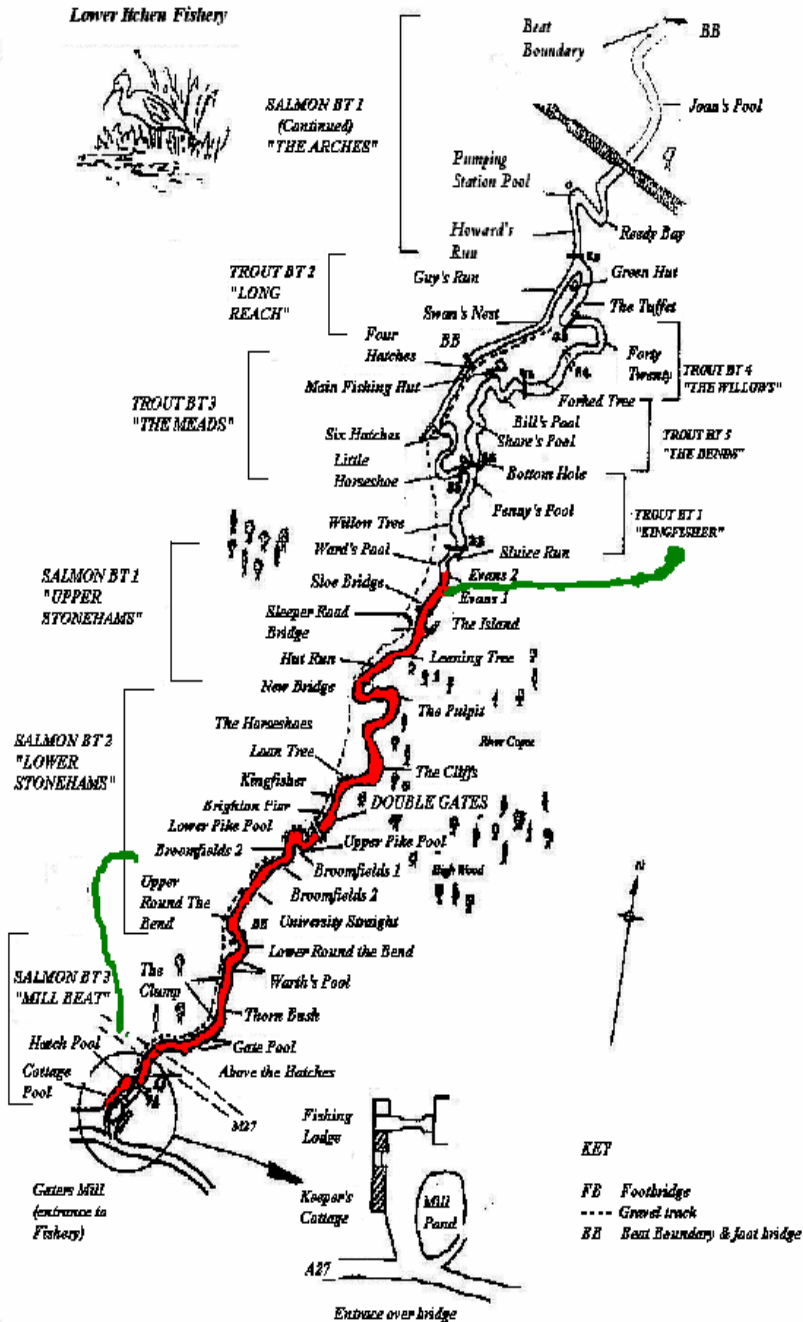 Lower Itchen Fishery
Beat
Boundary
BB
SALMON BT 1
(Continued)
"THE ARCHES"
Joan's Pool
Pumping
Station Pool
Howard's
Run
Reedy Bay
TROUT BT 2
"LONG
REACH"
Guy's Run
Green Hut
Swan's Nest
The Tuffet
Four
Hatches
BB
Forty
Twenty
TROUT BT 4
"THE WILLOWS"
Main Fishing Hut
Forked Tree
TROUT BT 3
"THE MEADS"
Bill's Pool
Share's Pool
TROUT BT 5
"THE BENDS"
Six Hatches
Little
Horseshoe
Bottom Hole
Penny's Pool
TROUT BT 1
"KINGFISHER"
Willow Tree
Ward's Pool
Sluice Run
SALMON BT 1
"UPPER
STONEHAMS"
Evans 2
Evans 1
Sloe Bridge
Sleeper Road
Bridge
The Island
Hut Run
Leaning Tree
New Bridge
The Pulpit
SALMON BT 2
"LOWER
STONEHAMS"
The Horseshoes
River Copse
Loan Tree
The Cliffs
Kingfisher
Brighton Pier
DOUBLE GATES
Lower Pike Pool
Upper Pike Pool
Broomfields 2
Broomfields 1
High Wood
Upper
Round The
Bend
Broomfields 2
BB
University Straight
Lower Round the Bend
SALMON BT 3
"MILL BEAT"
The
Clump
Warth's Pool
Thorn Bush
Hatch Pool
Gate Pool
Cottage
Pool
Above the Hatches
M27
N
Gaters Mill
(entrance to
Fishery)
Fishing
Lodge
Keeper's
Cottage
Mill
Pond
A27
Entrace over bridge
KEY
FB Footbridge
---- Gravel track
BB Beat Boundary & foot bridge